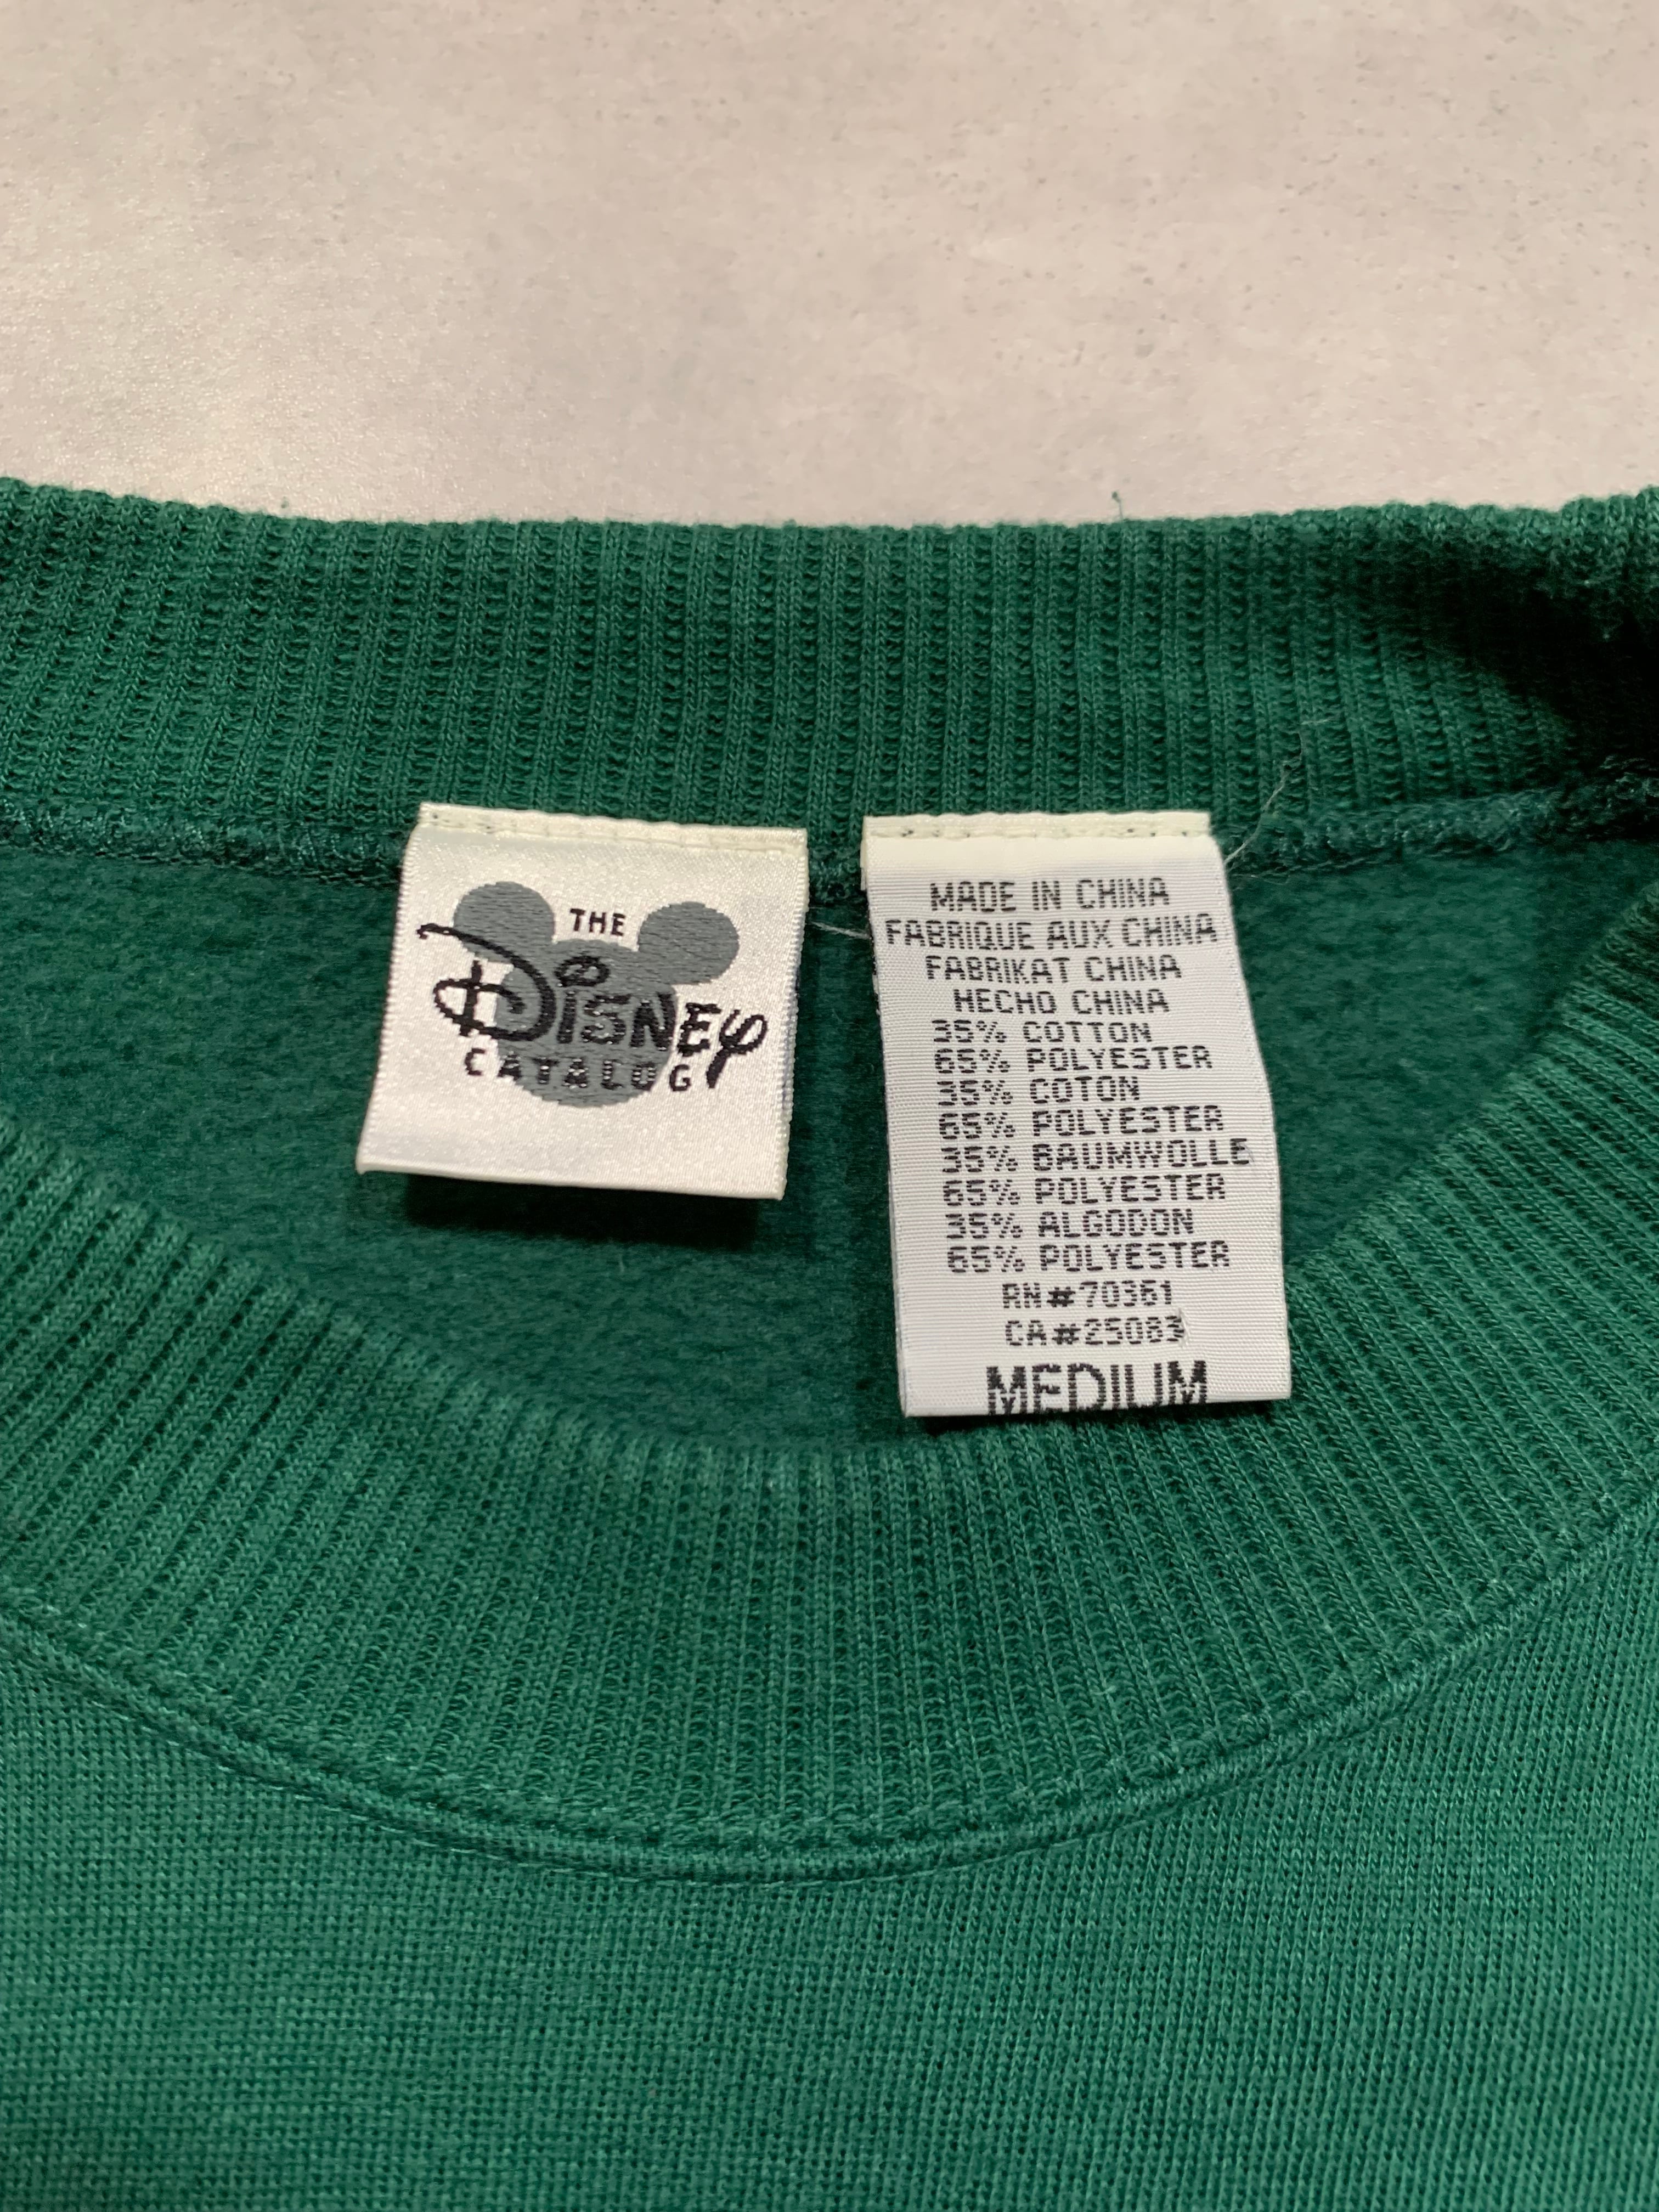 THE
DISNEY
CATALOG
MADE IN CHINA
FABRIQUE AUX CHINA
FABRIKAT CHINA
HECHO CHINA
35% COTTON
65% POLYESTER
35% COTON
65% POLYESTER
35% BAUMWOLLE
65% POLYESTER
35% ALGODON
65% POLYESTER
RN#70361
CA#25083
MEDIUM